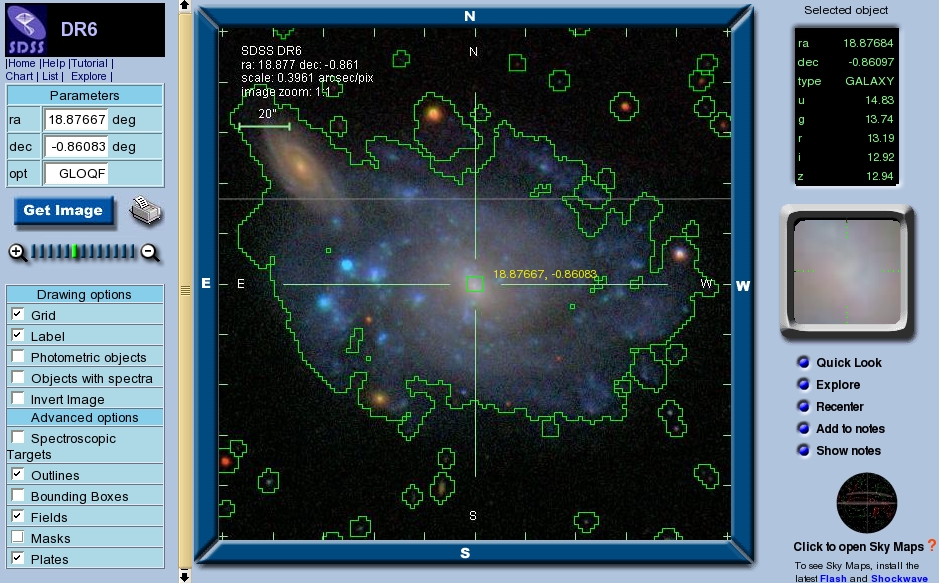 SDSS
DR6
|Home |Help |Tutorial |
Chart | List | Explore |
Parameters
ra 18.87667 deg
dec -0.86083 deg
opt GLOQF
Get Image
Drawing options
Grid
Label
Photometric objects
Objects with spectra
Invert Image
Advanced options
Spectroscopic
Targets
Outlines
Bounding Boxes
Fields
Masks
Plates
N
SDSS DR6
ra: 18.877 dec: -0.861
scale: 0.3961 arcsec/pix
image zoom: 1:1
20"
N
18.87667, -0.86083
E
E
W
W
S
S
Selected object
ra 18.87684
dec -0.86097
type GALAXY
u 14.83
g 13.74
r 13.19
i 12.92
z 12.94
Quick Look
Explore
Recenter
Add to notes
Show notes
Click to open Sky Maps ?
To see Sky Maps, install the
latest Flash and Shockwave